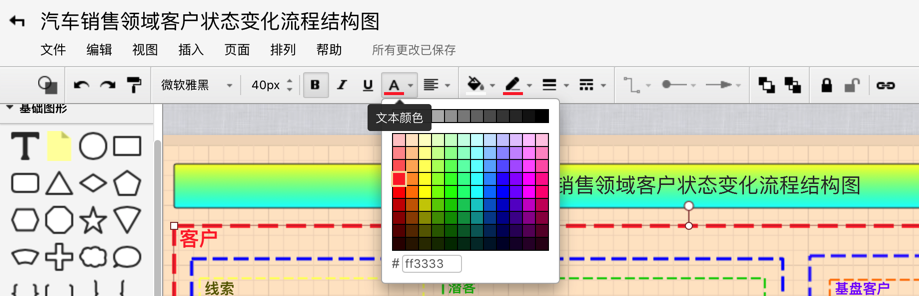 汽车销售领域客户状态变化流程结构图
文件 编辑 视图 插入 页面 排列 帮助 所有更改已保存
微软雅黑 40px B I U A
基础图形
文本颜色
T
销售领域客户状态变化流程结构图
客户
# ff3333
线索
潜客
基盘客户